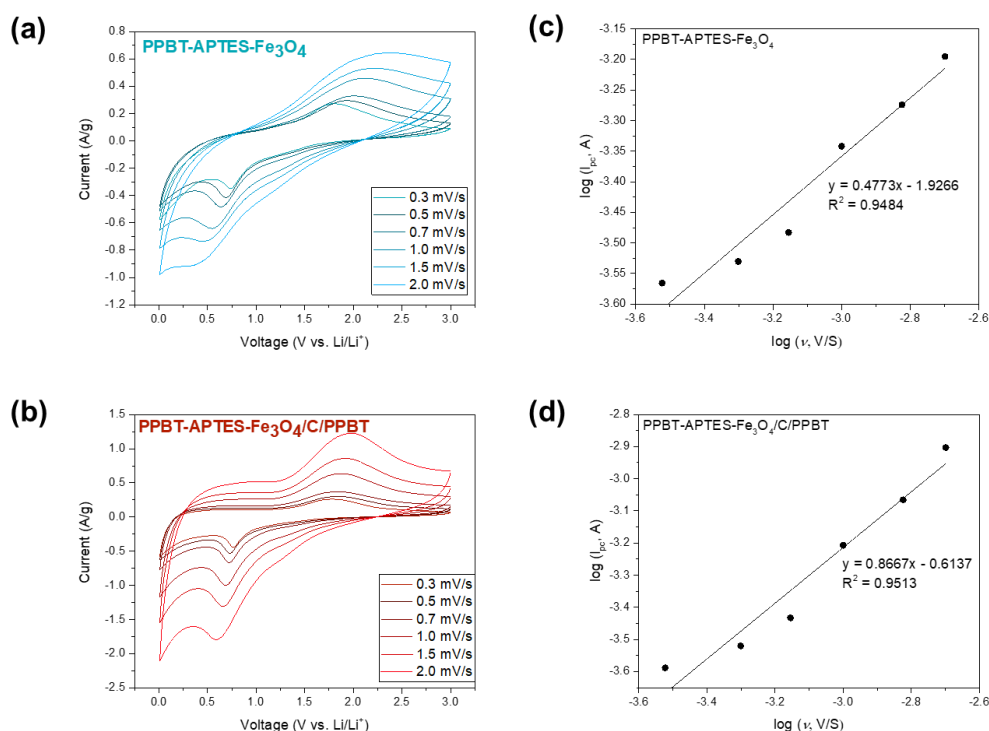 (a)
PPBT-APTES-Fe₃O₄
Current (A/g)
0.8
0.6
0.4
0.2
0.0
-0.2
-0.4
-0.6
-0.8
-1.0
-1.2
0.3 mV/s
0.5 mV/s
0.7 mV/s
1.0 mV/s
1.5 mV/s
2.0 mV/s
0.0 0.5 1.0 1.5 2.0 2.5 3.0
Voltage (V vs. Li/Li⁺)
(c)
PPBT-APTES-Fe₃O₄
log (Iₚc, A)
-3.15
-3.20
-3.25
-3.30
-3.35
-3.40
-3.45
-3.50
-3.55
-3.60
y = 0.4773x - 1.9266
R² = 0.9484
-3.6 -3.4 -3.2 -3.0 -2.8 -2.6
log (ν, V/S)
(b)
PPBT-APTES-Fe₃O₄/C/PPBT
Current (A/g)
1.5
1.0
0.5
0.0
-0.5
-1.0
-1.5
-2.0
-2.5
0.3 mV/s
0.5 mV/s
0.7 mV/s
1.0 mV/s
1.5 mV/s
2.0 mV/s
0.0 0.5 1.0 1.5 2.0 2.5 3.0
Voltage (V vs. Li/Li⁺)
(d)
PPBT-APTES-Fe₃O₄/C/PPBT
log (Iₚc, A)
-2.8
-2.9
-3.0
-3.1
-3.2
-3.3
-3.4
-3.5
-3.6
y = 0.8667x - 0.6137
R² = 0.9513
-3.6 -3.4 -3.2 -3.0 -2.8 -2.6
log (ν, V/S)